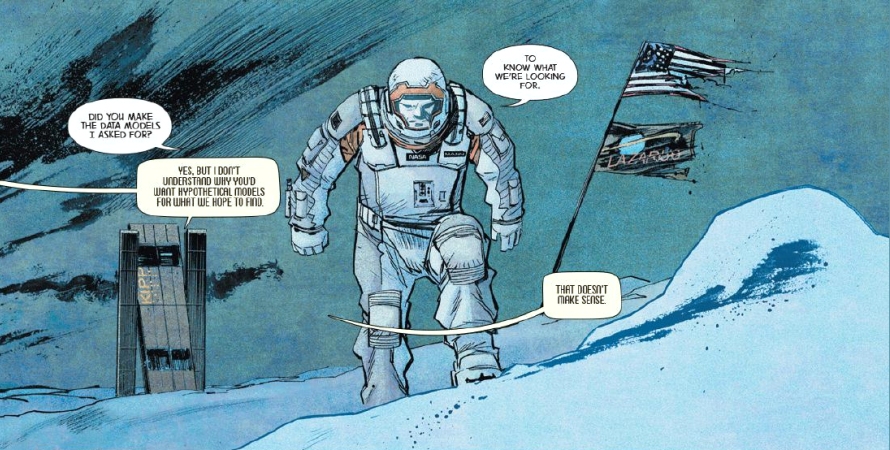 DID YOU MAKE
THE DATA MODELS
I ASKED FOR?
YES, BUT I DON'T
UNDERSTAND WHY YOU'D
WANT HYPOTHETICAL MODELS
FOR WHAT WE HOPE TO FIND.
TO
KNOW WHAT
WE'RE LOOKING
FOR.
THAT DOESN'T
MAKE SENSE.
KIPP
NASA
LAZARUS